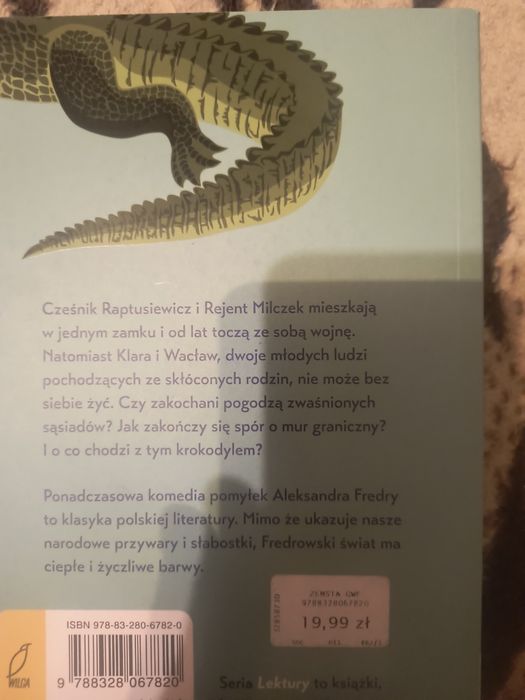 Cześnik Raptusiewicz i Rejent Milczek mieszkają
w jednym zamku i od lat toczą ze sobą wojnę.
Natomiast Klara i Wacław, dwoje młodych ludzi
pochodzących ze skłóconych rodzin, nie może bez
siebie żyć. Czy zakochani pogodzą zwaśnionych
sąsiadów? Jak zakończy się spór o mur graniczny?
I o co chodzi z tym krokodylem?
Ponadczasowa komedia pomyłek Aleksandra Fredry
to klasyka polskiej literatury. Mimo że ukazuje nasze
narodowe przywary i słabostki, Fredrowski świat ma
ciepłe i życzliwe barwy.
ZEMSTA GWF
9788328067820
19,99 zł
ISBN 978-83-280-6782-0
9 788328 067820
WILGA
Seria Lektury to książki,